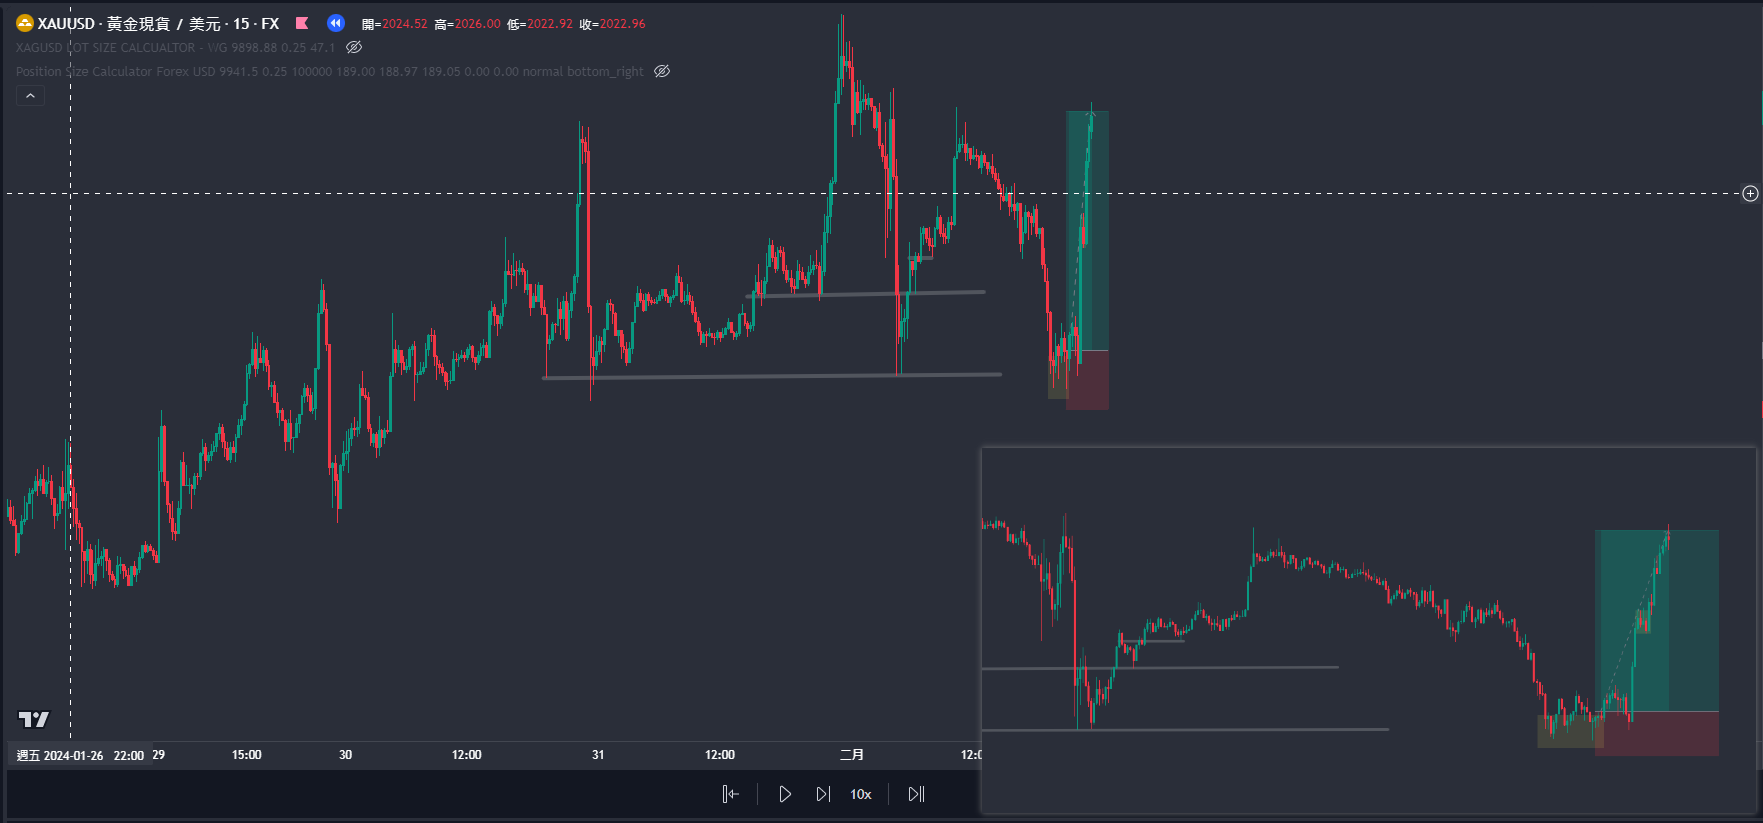 XAUUSD · 黃金現貨 / 美元 · 15 · FX 開=2024.52 高=2026.00 低=2022.92 收=2022.96
XAGUSD LOT SIZE CALCUALTOR - WG 9898.88 0.25 47.1
Position Size Calculator Forex USD 9941.5 0.25 100000 189.00 188.97 189.05 0.00 0.00 normal bottom_right
週五 2024-01-26 22:00 29 15:00 30 12:00 31 12:00 二月 12:0
10x